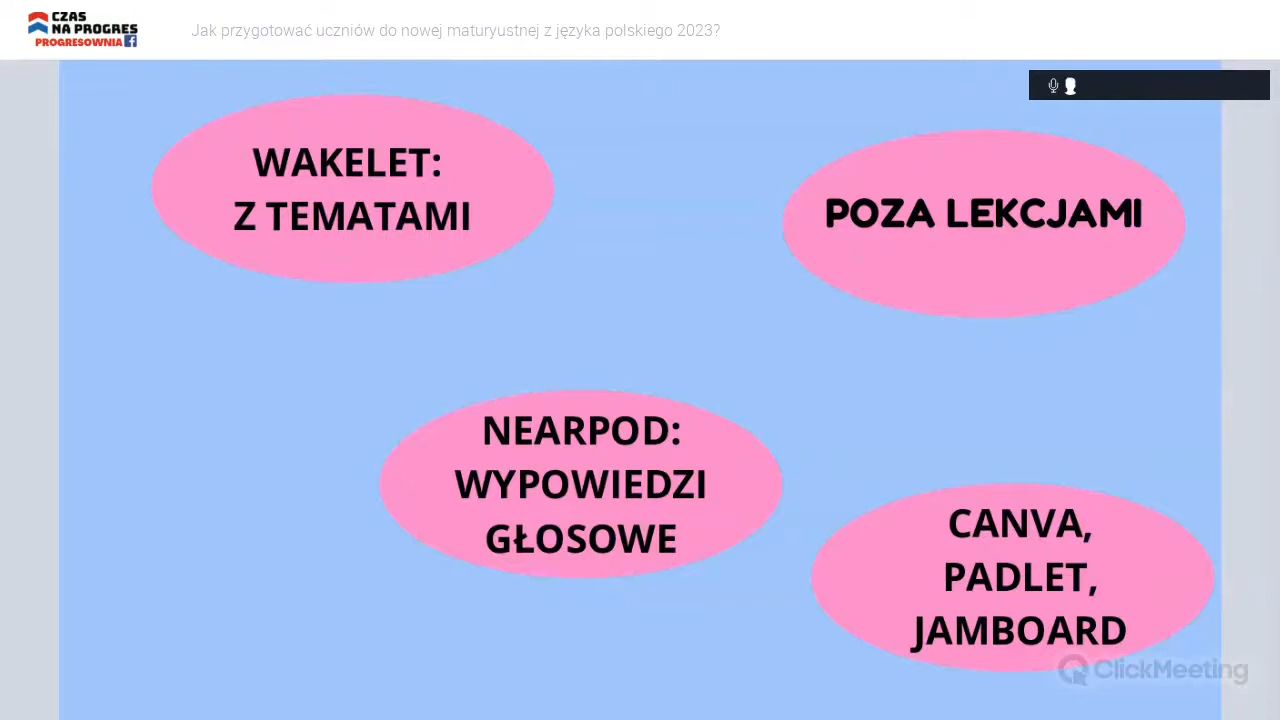 CZAS
NA PROGRES
PROGRESOWNIA
Jak przygotować uczniów do nowej maturyustnej z języka polskiego 2023?
WAKELET:
Z TEMATAMI
POZA LEKCJAMI
NEARPOD:
WYPOWIEDZI
GŁOSOWE
CANVA,
PADLET,
JAMBOARD
ClickMeeting